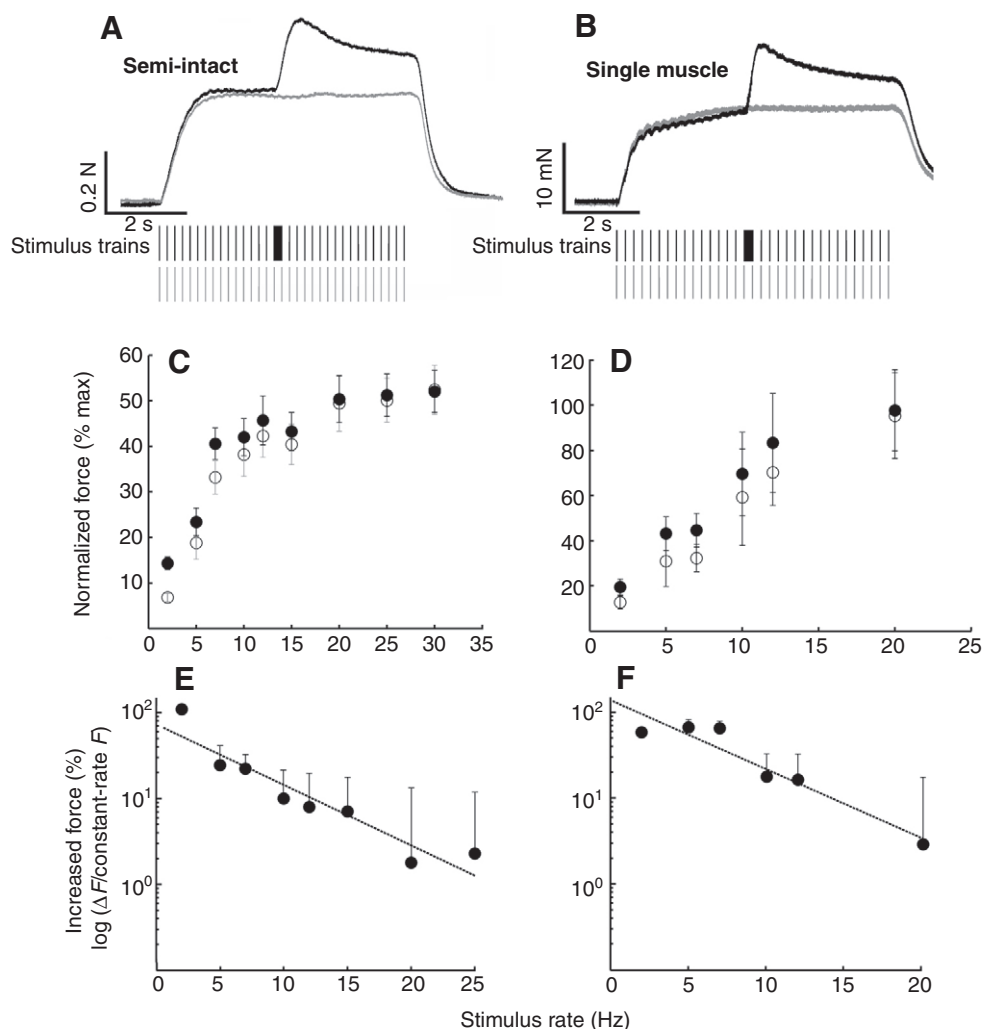 A
Semi-intact
0.2 N
2 s
B
Single muscle
10 mN
2 s
Stimulus trains
Stimulus trains
C
Normalized force (% max)
60
50
40
30
20
10
0 5 10 15 20 25 30 35
D
120
100
80
60
40
20
0 5 10 15 20 25
E
Increased force (%)
log (ΔF/constant-rate F)
10²
10¹
10⁰
0 5 10 15 20 25
F
10²
10¹
10⁰
0 5 10 15 20
Stimulus rate (Hz)